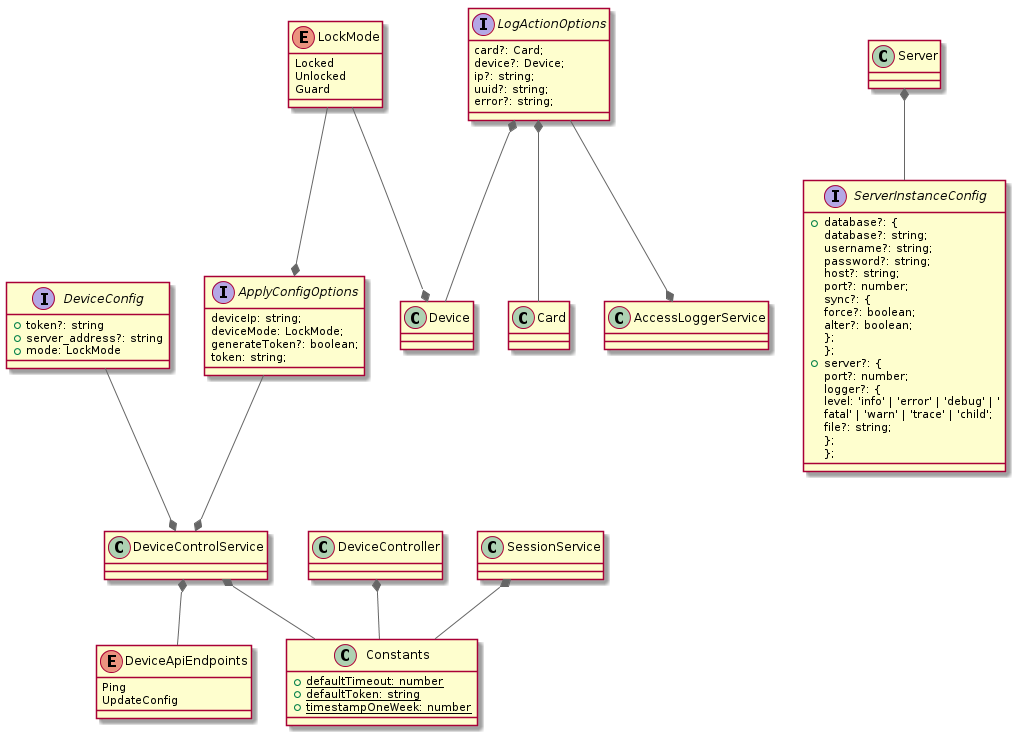 E LockMode
Locked
Unlocked
Guard
I LogActionOptions
card?: Card;
device?: Device;
ip?: string;
uuid?: string;
error?: string;
C Server
I ServerInstanceConfig
database?: {
database?: string;
username?: string;
password?: string;
host?: string;
port?: number;
sync?: {
force?: boolean;
alter?: boolean;
};
};
server?: {
port?: number;
logger?: {
level: 'info' | 'error' | 'debug' | '
fatal' | 'warn' | 'trace' | 'child';
file?: string;
};
};
I DeviceConfig
token?: string
server_address?: string
mode: LockMode
I ApplyConfigOptions
deviceIp: string;
deviceMode: LockMode;
generateToken?: boolean;
token: string;
C Device
C Card
C AccessLoggerService
C DeviceControlService
C DeviceController
C SessionService
E DeviceApiEndpoints
Ping
UpdateConfig
C Constants
defaultTimeout: number
defaultToken: string
timestampOneWeek: number